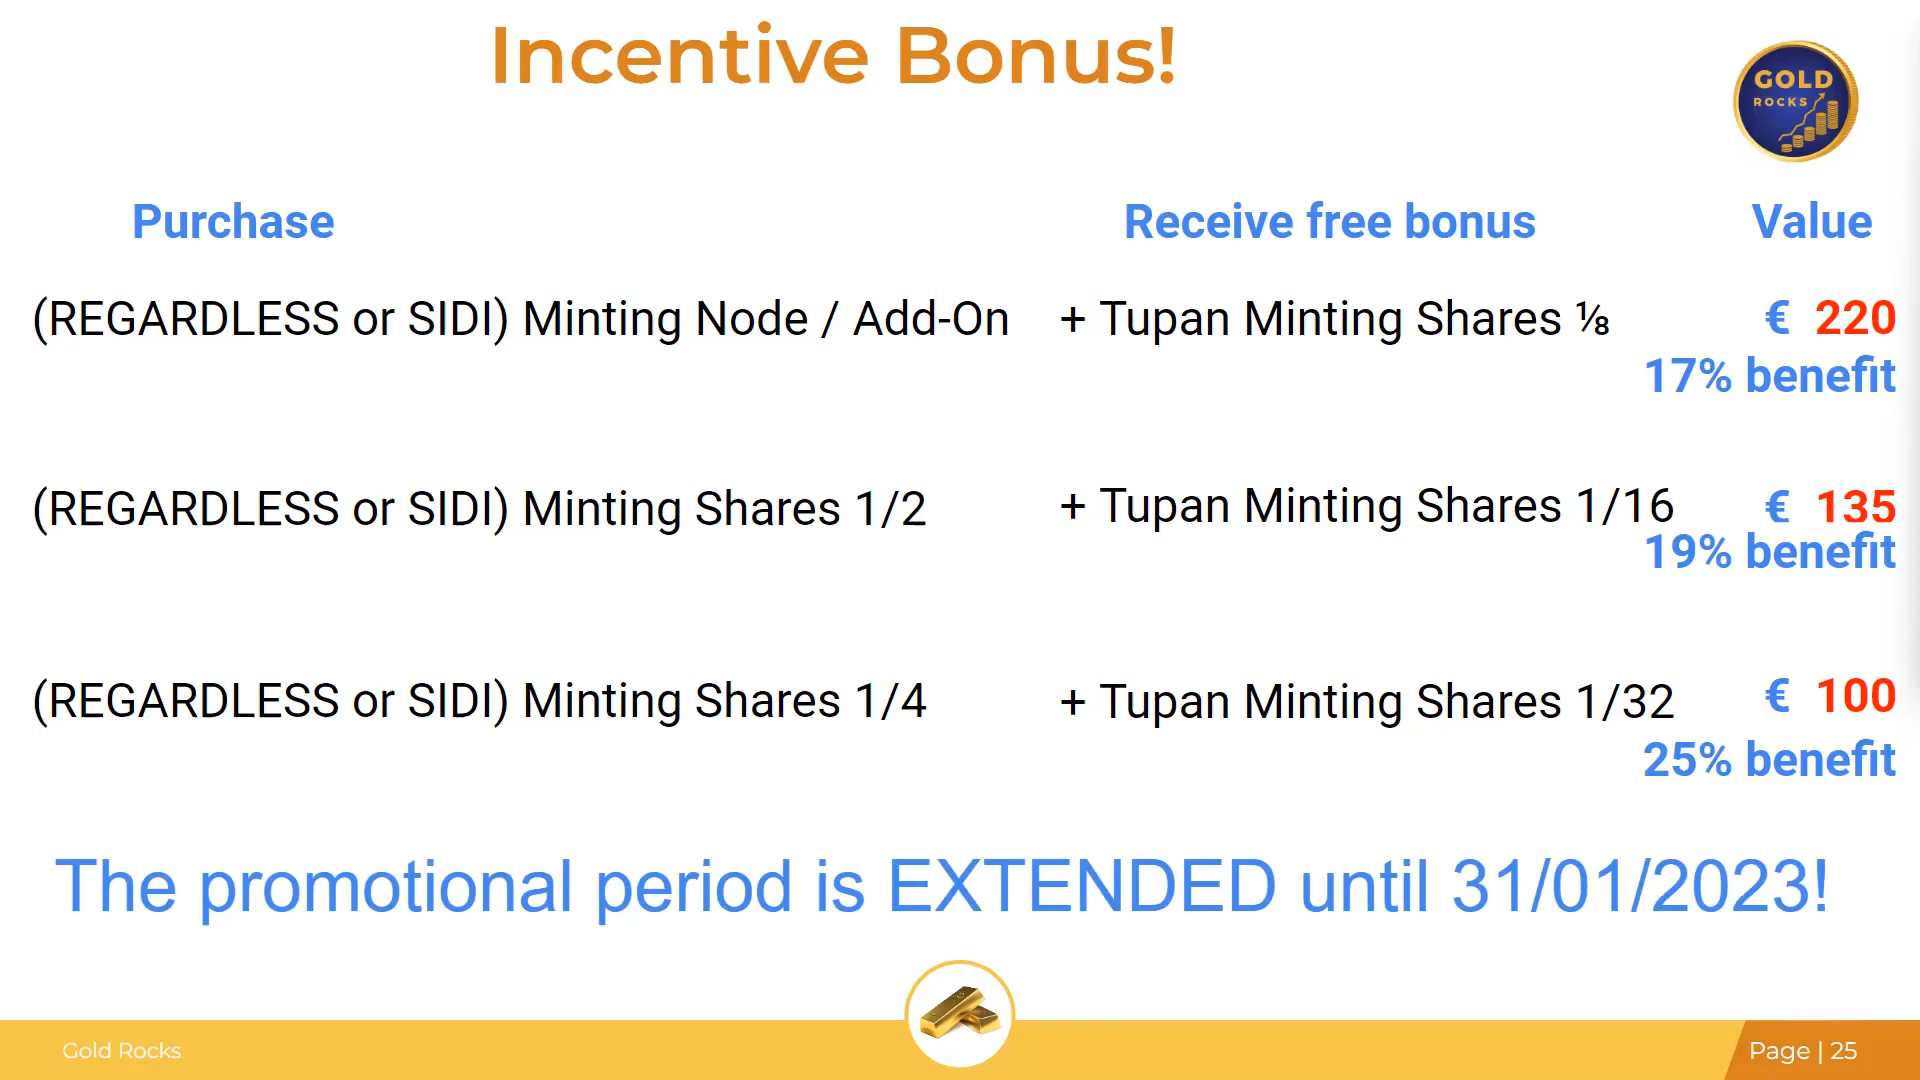 Incentive Bonus!
GOLD
ROCKS
Purchase Receive free bonus Value
(REGARDLESS or SIDI) Minting Node / Add-On + Tupan Minting Shares ⅛ € 220
17% benefit
(REGARDLESS or SIDI) Minting Shares 1/2 + Tupan Minting Shares 1/16 € 135
19% benefit
(REGARDLESS or SIDI) Minting Shares 1/4 + Tupan Minting Shares 1/32 € 100
25% benefit
The promotional period is EXTENDED until 31/01/2023!
Gold Rocks Page | 25